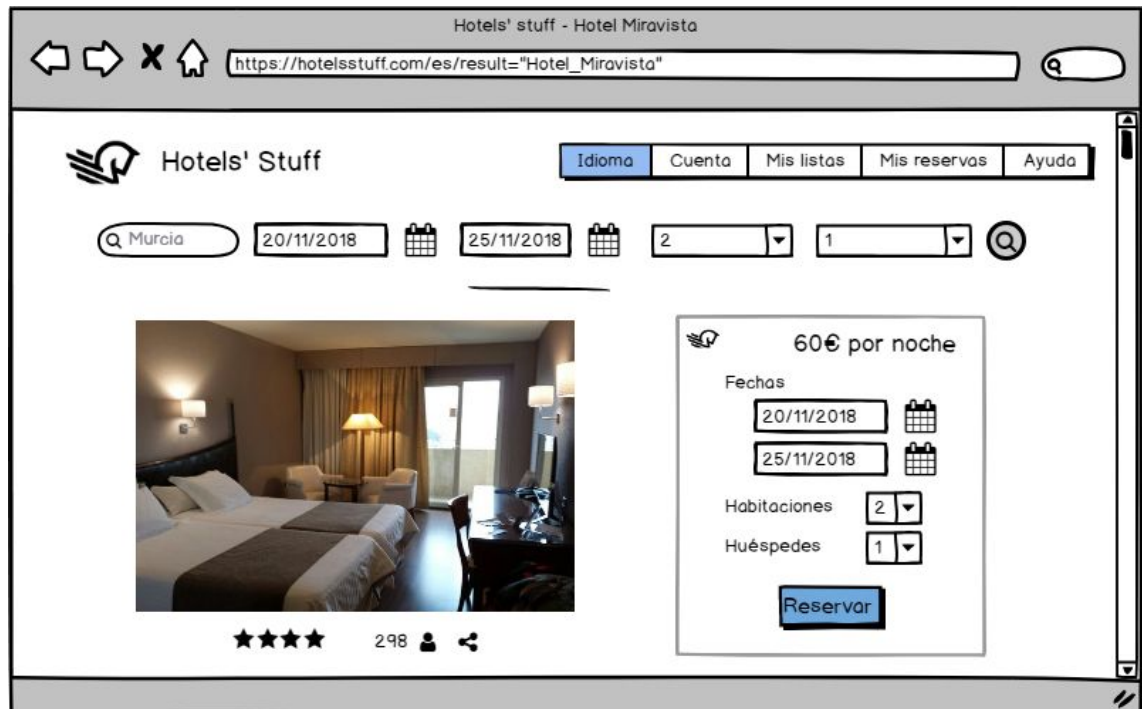 Hotels' stuff - Hotel Miravista
https://hotelsstuff.com/es/result="Hotel_Miravista"
Hotels' Stuff
Idioma Cuenta Mis listas Mis reservas Ayuda
Murcia 20/11/2018 25/11/2018 2 1
60€ por noche
Fechas
20/11/2018
25/11/2018
Habitaciones 2
Huéspedes 1
Reservar
298